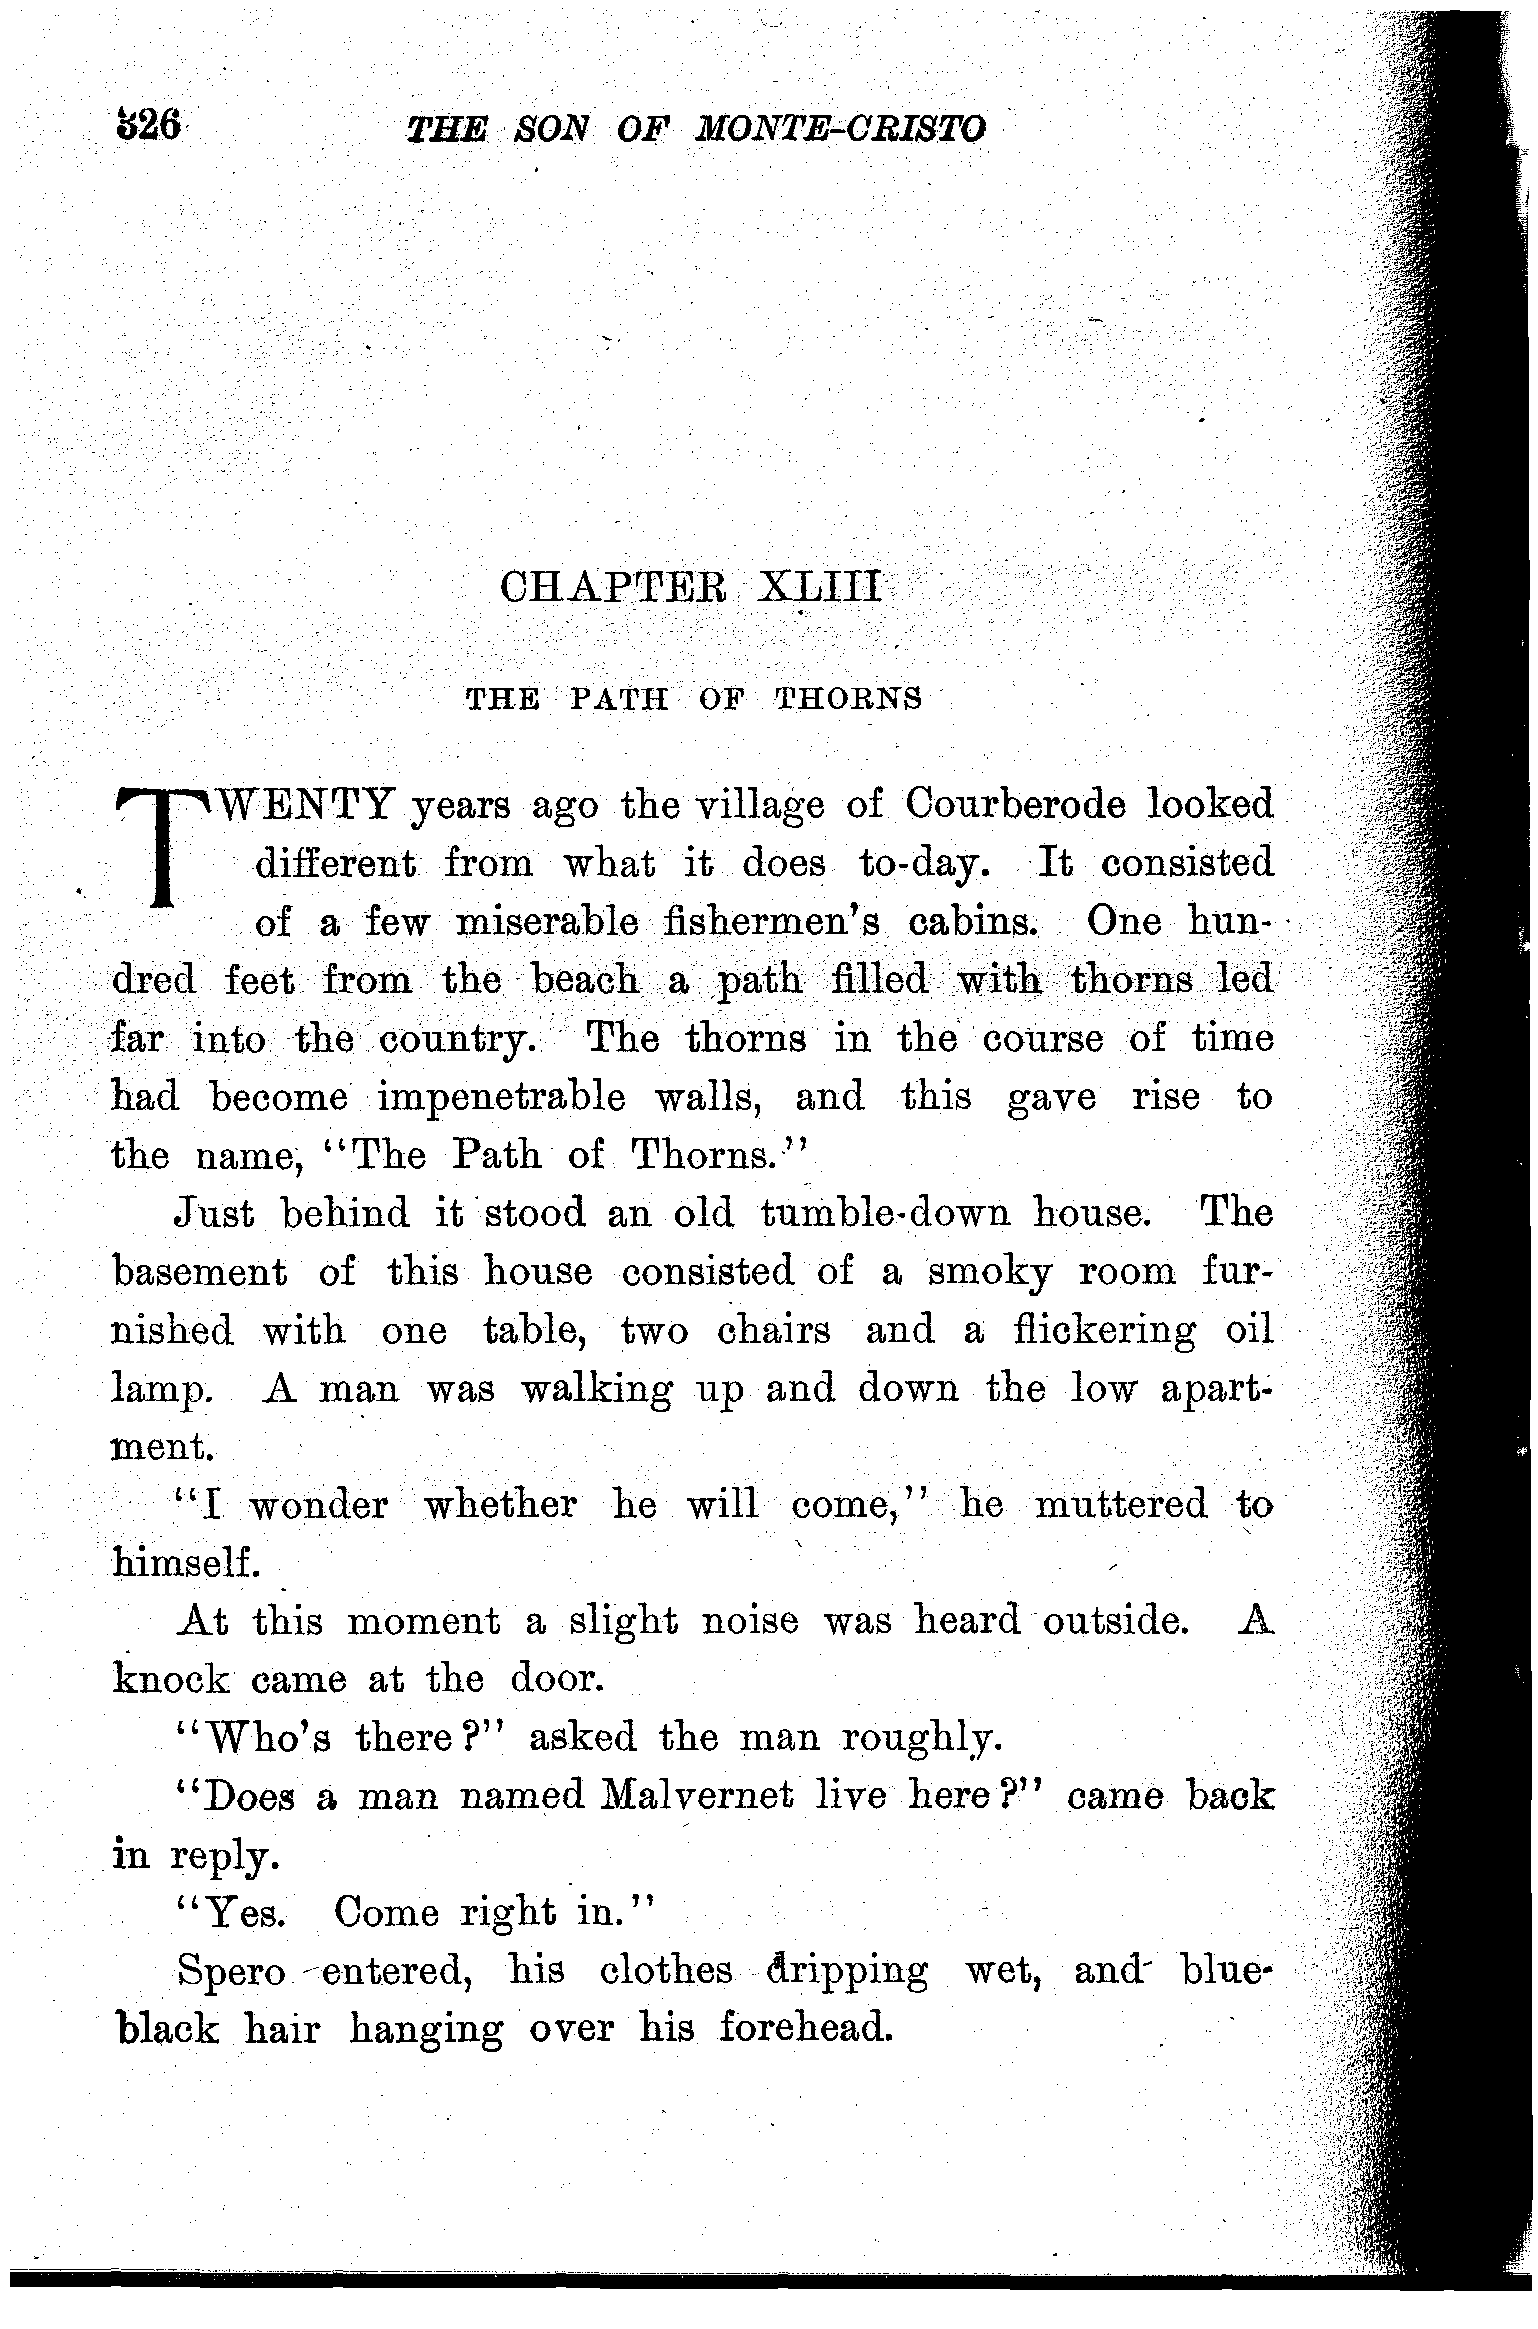 326 THE SON OF MONTE-CRISTO
CHAPTER XLIII
THE PATH OF THORNS
TWENTY years ago the village of Courberode looked
different from what it does to-day. It consisted
of a few miserable fishermen's cabins. One hun-
dred feet from the beach a path filled with thorns led
far into the country. The thorns in the course of time
had become impenetrable walls, and this gave rise to
the name, "The Path of Thorns."
Just behind it stood an old tumble-down house. The
basement of this house consisted of a smoky room fur-
nished with one table, two chairs and a flickering oil
lamp. A man was walking up and down the low apart-
ment.
"I wonder whether he will come," he muttered to
himself.
At this moment a slight noise was heard outside. A
knock came at the door.
"Who's there?" asked the man roughly.
"Does a man named Malvernet live here?" came back
in reply.
"Yes. Come right in."
Spero entered, his clothes dripping wet, and blue-
black hair hanging over his forehead.